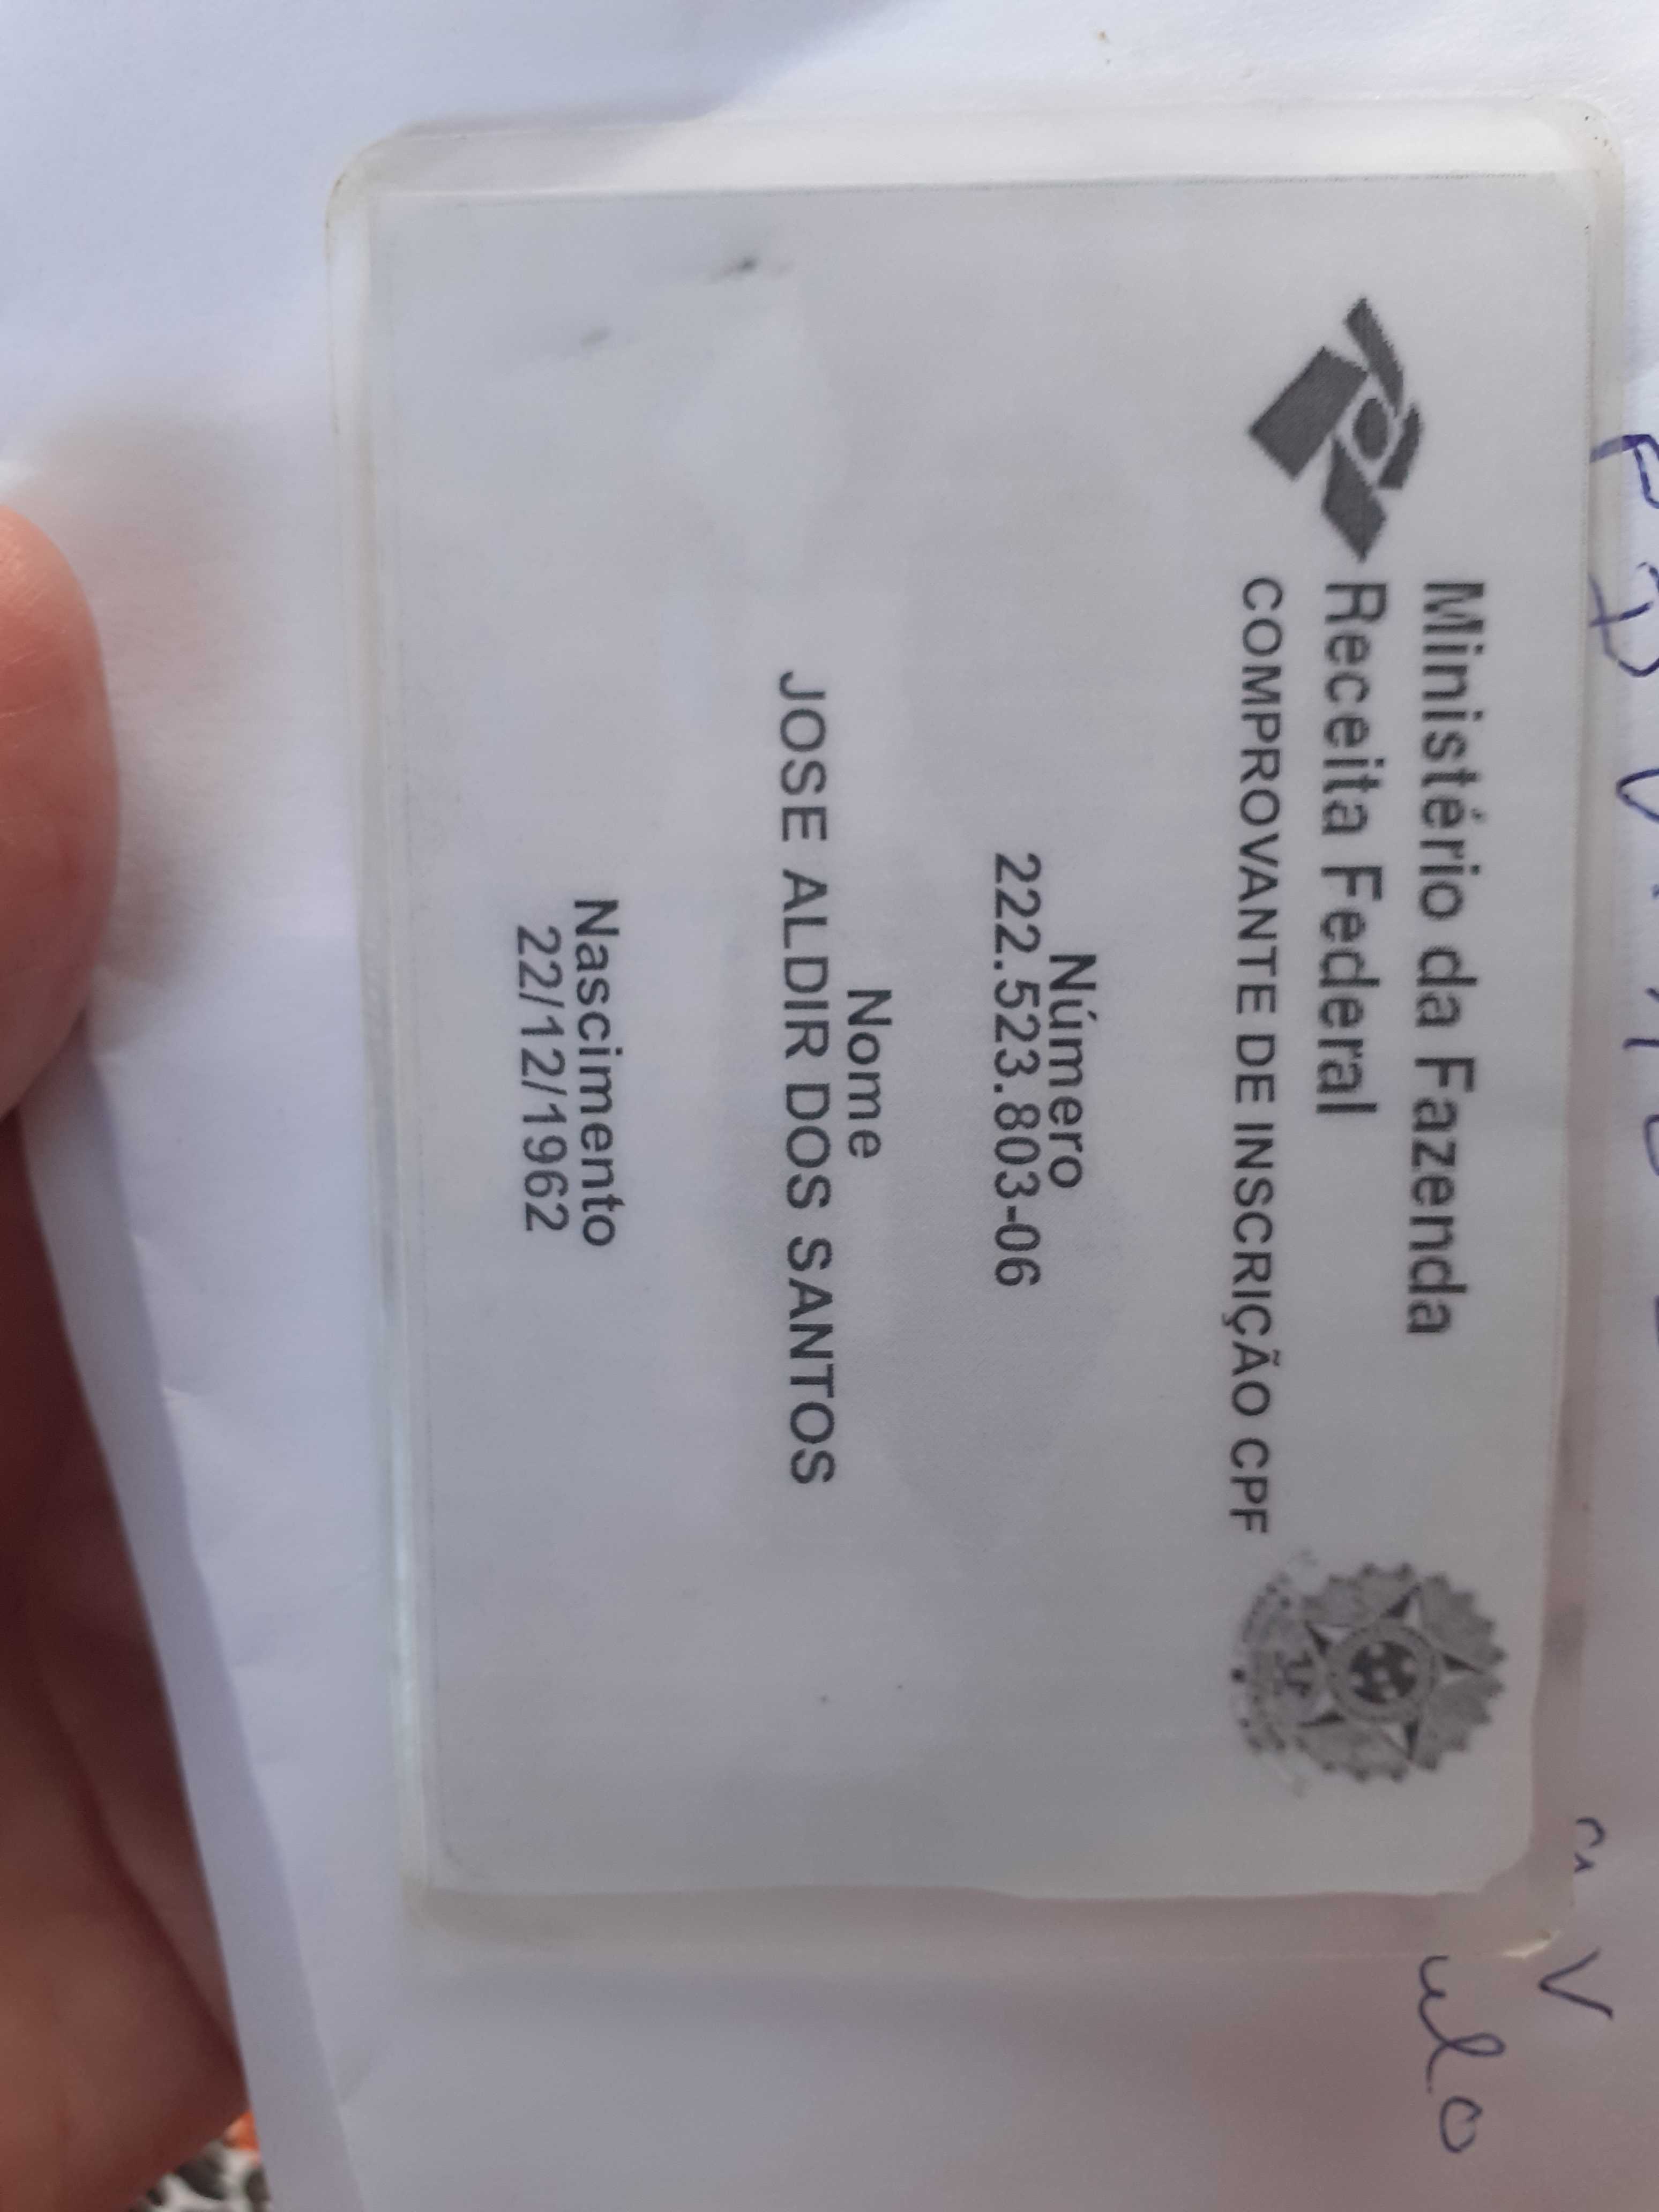 Ministério da Fazenda
Receita Federal
COMPROVANTE DE INSCRIÇÃO CPF
Número
222.523.803-06
Nome
JOSE ALDIR DOS SANTOS
Nascimento
22/12/1962